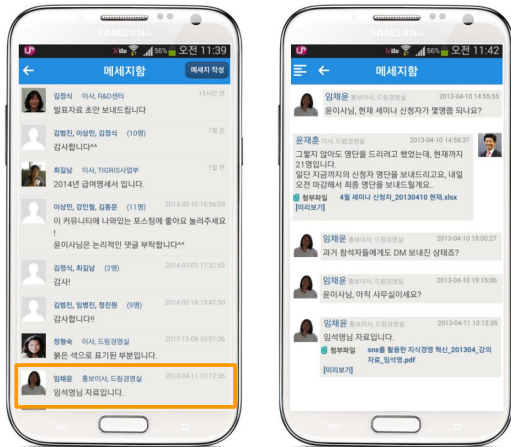 SAMSUNG
56% 오전 11:39
메세지함
메세지 작성
김정식 이사, R&D센터
15시간 전
발표자료 초안 보내드립니다
김범진, 이상민, 김정식 (10명)
1일 전
감사합니다^^
최길남 이사, TIGRIS사업부
1일 전
2014년 급여명세서 입니다.
이상민, 강인철, 김동윤 (11명)
2014-03-10 16:56:09
이 커뮤니티에 나와있는 포스팅에 좋아요 눌러주세요
!
윤이사님은 논리적인 댓글 부탁합니다^^
김정식, 최길남 (2명)
2014-03-03 17:22:53
감사!
김범진, 임병진, 정진원 (9명)
2014-02-18 15:47:50
감사합니다!!
정형숙 이사, 드림경영실
2013-12-09 10:01:36
붉은 색으로 표기된 부분입니다.
임채윤 홍보이사, 드림경영실
2013-04-11 10:12:35
임석영님 자료입니다.
SAMSUNG
56% 오전 11:42
메세지함
임채윤 홍보이사, 드림경영실
2013-04-10 14:55:55
윤이사님, 현재 세미나 신청자가 몇명쯤 되나요?
윤재훈 이사, 드림경영실
2013-04-10 14:58:37
그렇지 않아도 명단을 드리려고 했었는데, 현재까지
21명입니다.
일단 지금까지의 신청자 명단을 보내드리고요, 내일
오전 마감해서 최종 명단을 보내드릴게요..
첨부파일 4월 세미나 신청자_20130410 현재.xlsx
[미리보기]
임채윤 홍보이사, 드림경영실
2013-04-10 15:00:27
과거 참석자들에게도 DM 보내진 상태죠?
임채윤 홍보이사, 드림경영실
2013-04-10 19:15:06
윤이사님, 아직 사무실이세요?
임채윤 홍보이사, 드림경영실
2013-04-11 10:12:35
임석영님 자료입니다.
첨부파일 sns를 활용한 지식경영 혁신_201304_강의
자료_임석영.pdf
[미리보기]